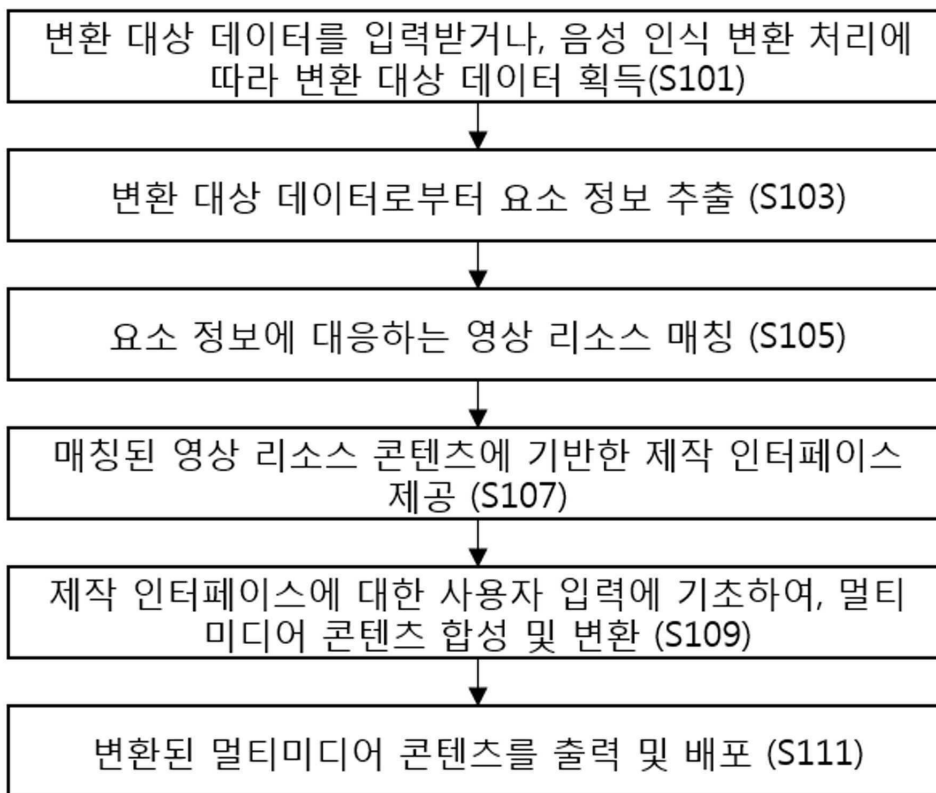 변환 대상 데이터를 입력받거나, 음성 인식 변환 처리에
따라 변환 대상 데이터 획득(S101)
변환 대상 데이터로부터 요소 정보 추출 (S103)
요소 정보에 대응하는 영상 리소스 매칭 (S105)
매칭된 영상 리소스 콘텐츠에 기반한 제작 인터페이스
제공 (S107)
제작 인터페이스에 대한 사용자 입력에 기초하여, 멀티
미디어 콘텐츠 합성 및 변환 (S109)
변환된 멀티미디어 콘텐츠를 출력 및 배포 (S111)